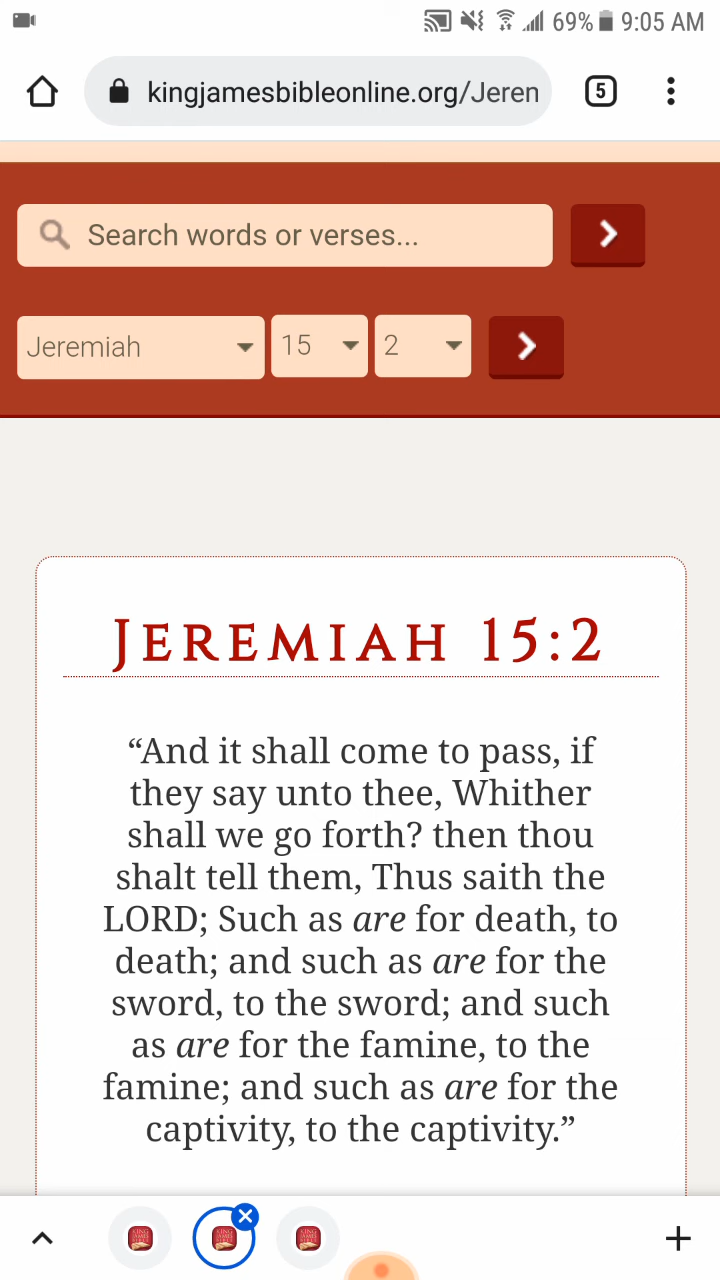 69% 9:05 AM
kingjamesbibleonline.org/Jeren
5
Search words or verses...
Jeremiah 15 2
JEREMIAH 15:2
“And it shall come to pass, if
they say unto thee, Whither
shall we go forth? then thou
shalt tell them, Thus saith the
LORD; Such as are for death, to
death; and such as are for the
sword, to the sword; and such
as are for the famine, to the
famine; and such as are for the
captivity, to the captivity.”